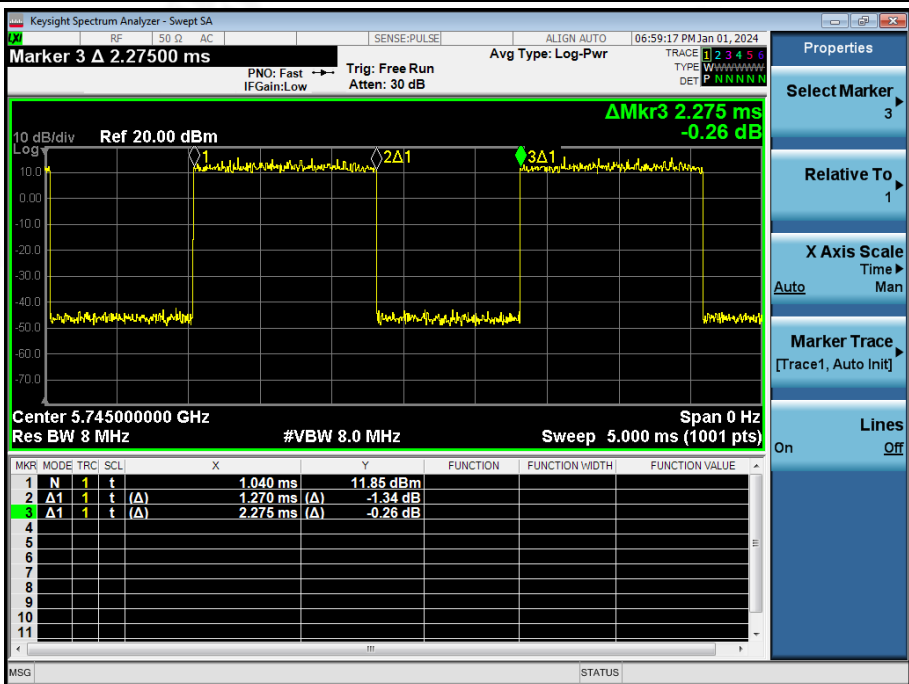 Keysight Spectrum Analyzer - Swept SA
LXI RF 50 Ω AC SENSE:PULSE ALIGN AUTO 06:59:17 PM Jan 01, 2024
Marker 3 Δ 2.27500 ms
PNO: Fast
IFGain:Low
Trig: Free Run
Atten: 30 dB
Avg Type: Log-Pwr
TRACE 1 2 3 4 5 6
TYPE WWWWWW
DET P N N N N N
ΔMkr3 2.275 ms
-0.26 dB
10 dB/div Ref 20.00 dBm
Log
1 2Δ1 3Δ1
10.0
0.00
-10.0
-20.0
-30.0
-40.0
-50.0
-60.0
-70.0
Center 5.745000000 GHz Span 0 Hz
Res BW 8 MHz #VBW 8.0 MHz Sweep 5.000 ms (1001 pts)
MKR MODE TRC SCL X Y FUNCTION FUNCTION WIDTH FUNCTION VALUE
1 N 1 t 1.040 ms 11.85 dBm
2 Δ1 1 t (Δ) 1.270 ms (Δ) -1.34 dB
3 Δ1 1 t (Δ) 2.275 ms (Δ) -0.26 dB
4
5
6
7
8
9
10
11
MSG STATUS
Properties
Select Marker
3
Relative To
1
X Axis Scale
Time
Auto Man
Marker Trace
[Trace1, Auto Init]
Lines
On Off